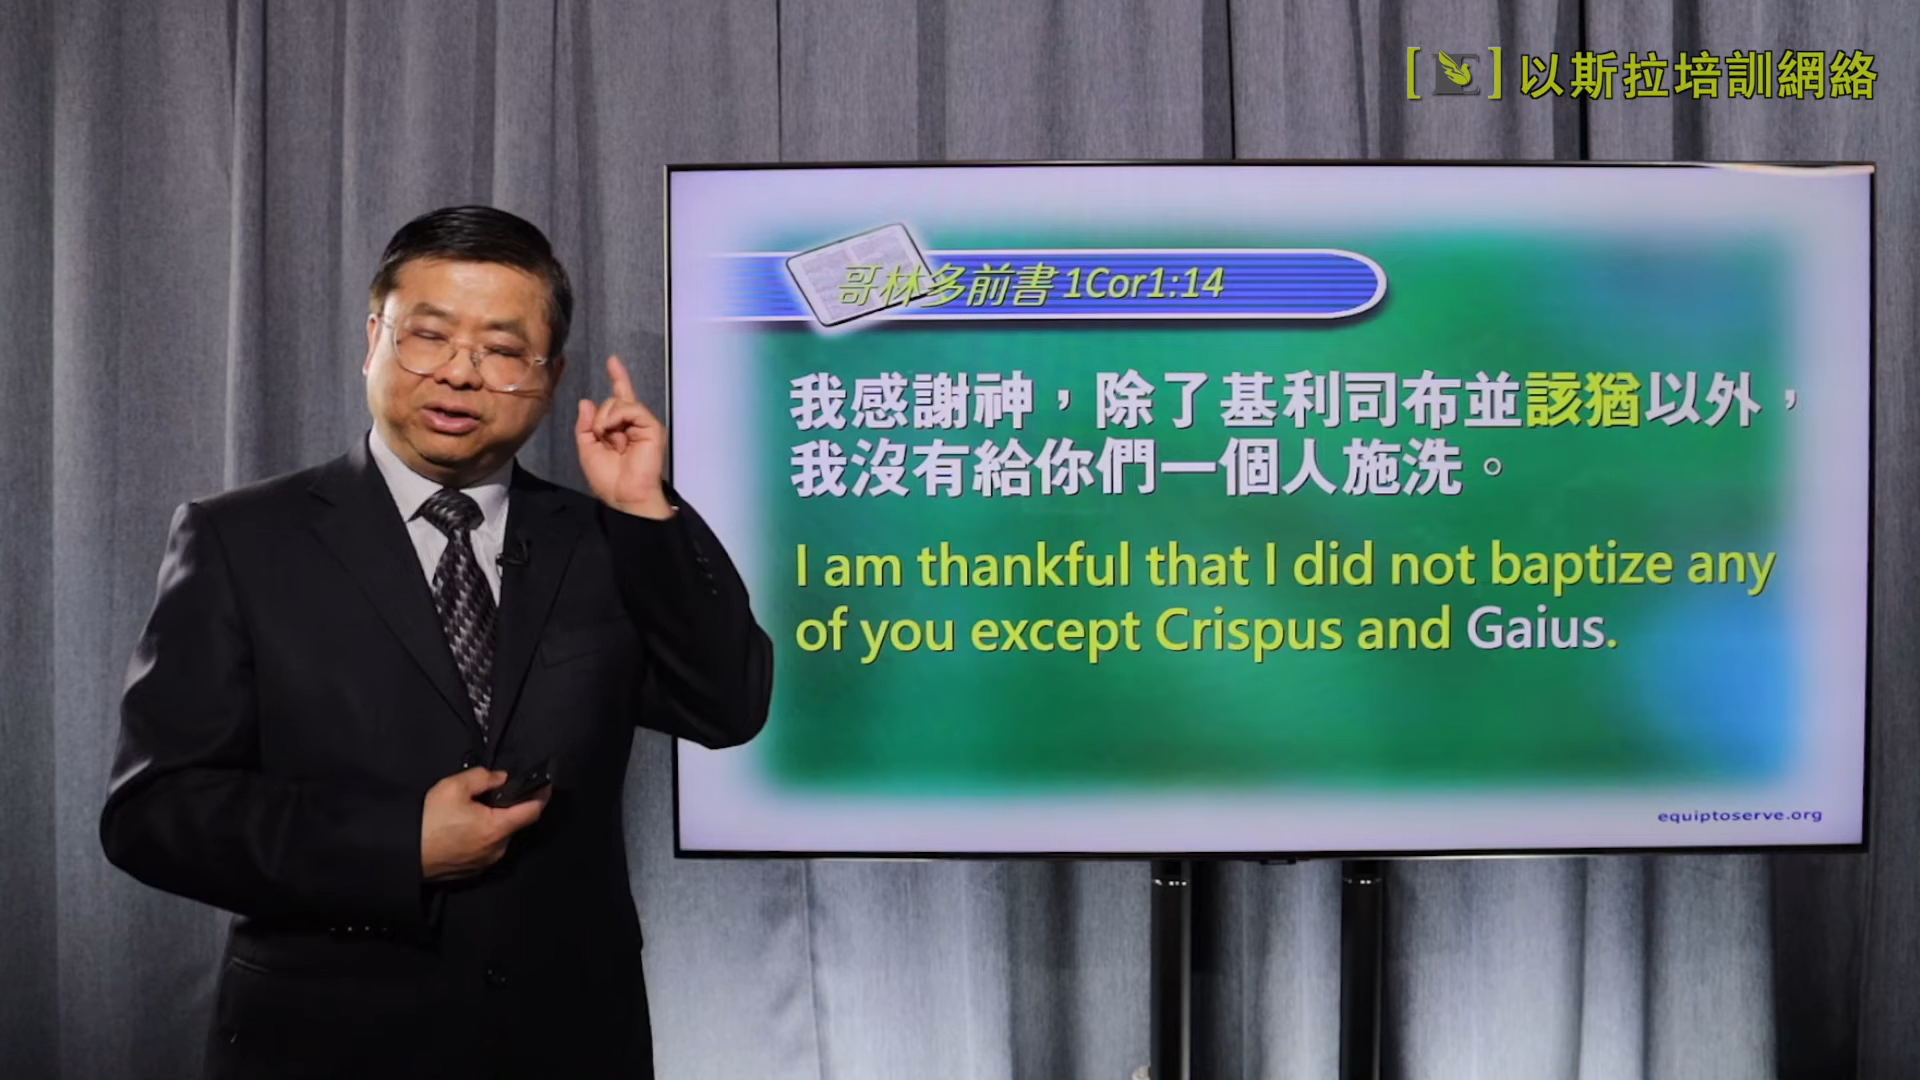 以斯拉培訓網絡
哥林多前書 1Cor1:14
我感謝神，除了基利司布並該猶以外，
我沒有給你們一個人施洗。
I am thankful that I did not baptize any
of you except Crispus and Gaius.
equiptoserve.org